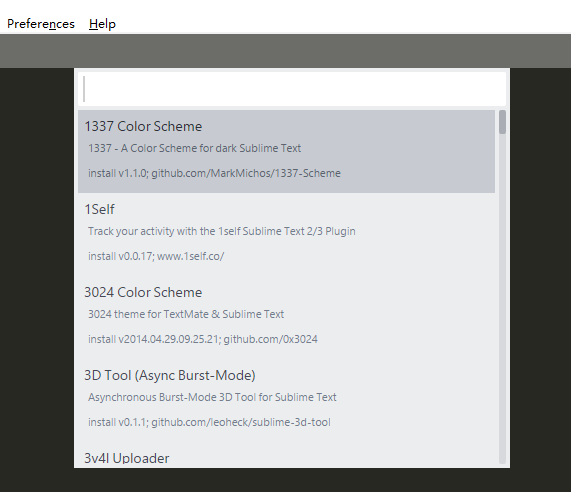 Preferences Help
1337 Color Scheme
1337 - A Color Scheme for dark Sublime Text
install v1.1.0; github.com/MarkMichos/1337-Scheme
1Self
Track your activity with the 1self Sublime Text 2/3 Plugin
install v0.0.17; www.1self.co/
3024 Color Scheme
3024 theme for TextMate & Sublime Text
install v2014.04.29.09.25.21; github.com/0x3024
3D Tool (Async Burst-Mode)
Asynchronous Burst-Mode 3D Tool for Sublime Text
install v0.1.1; github.com/leoheck/sublime-3d-tool
3v4l Uploader